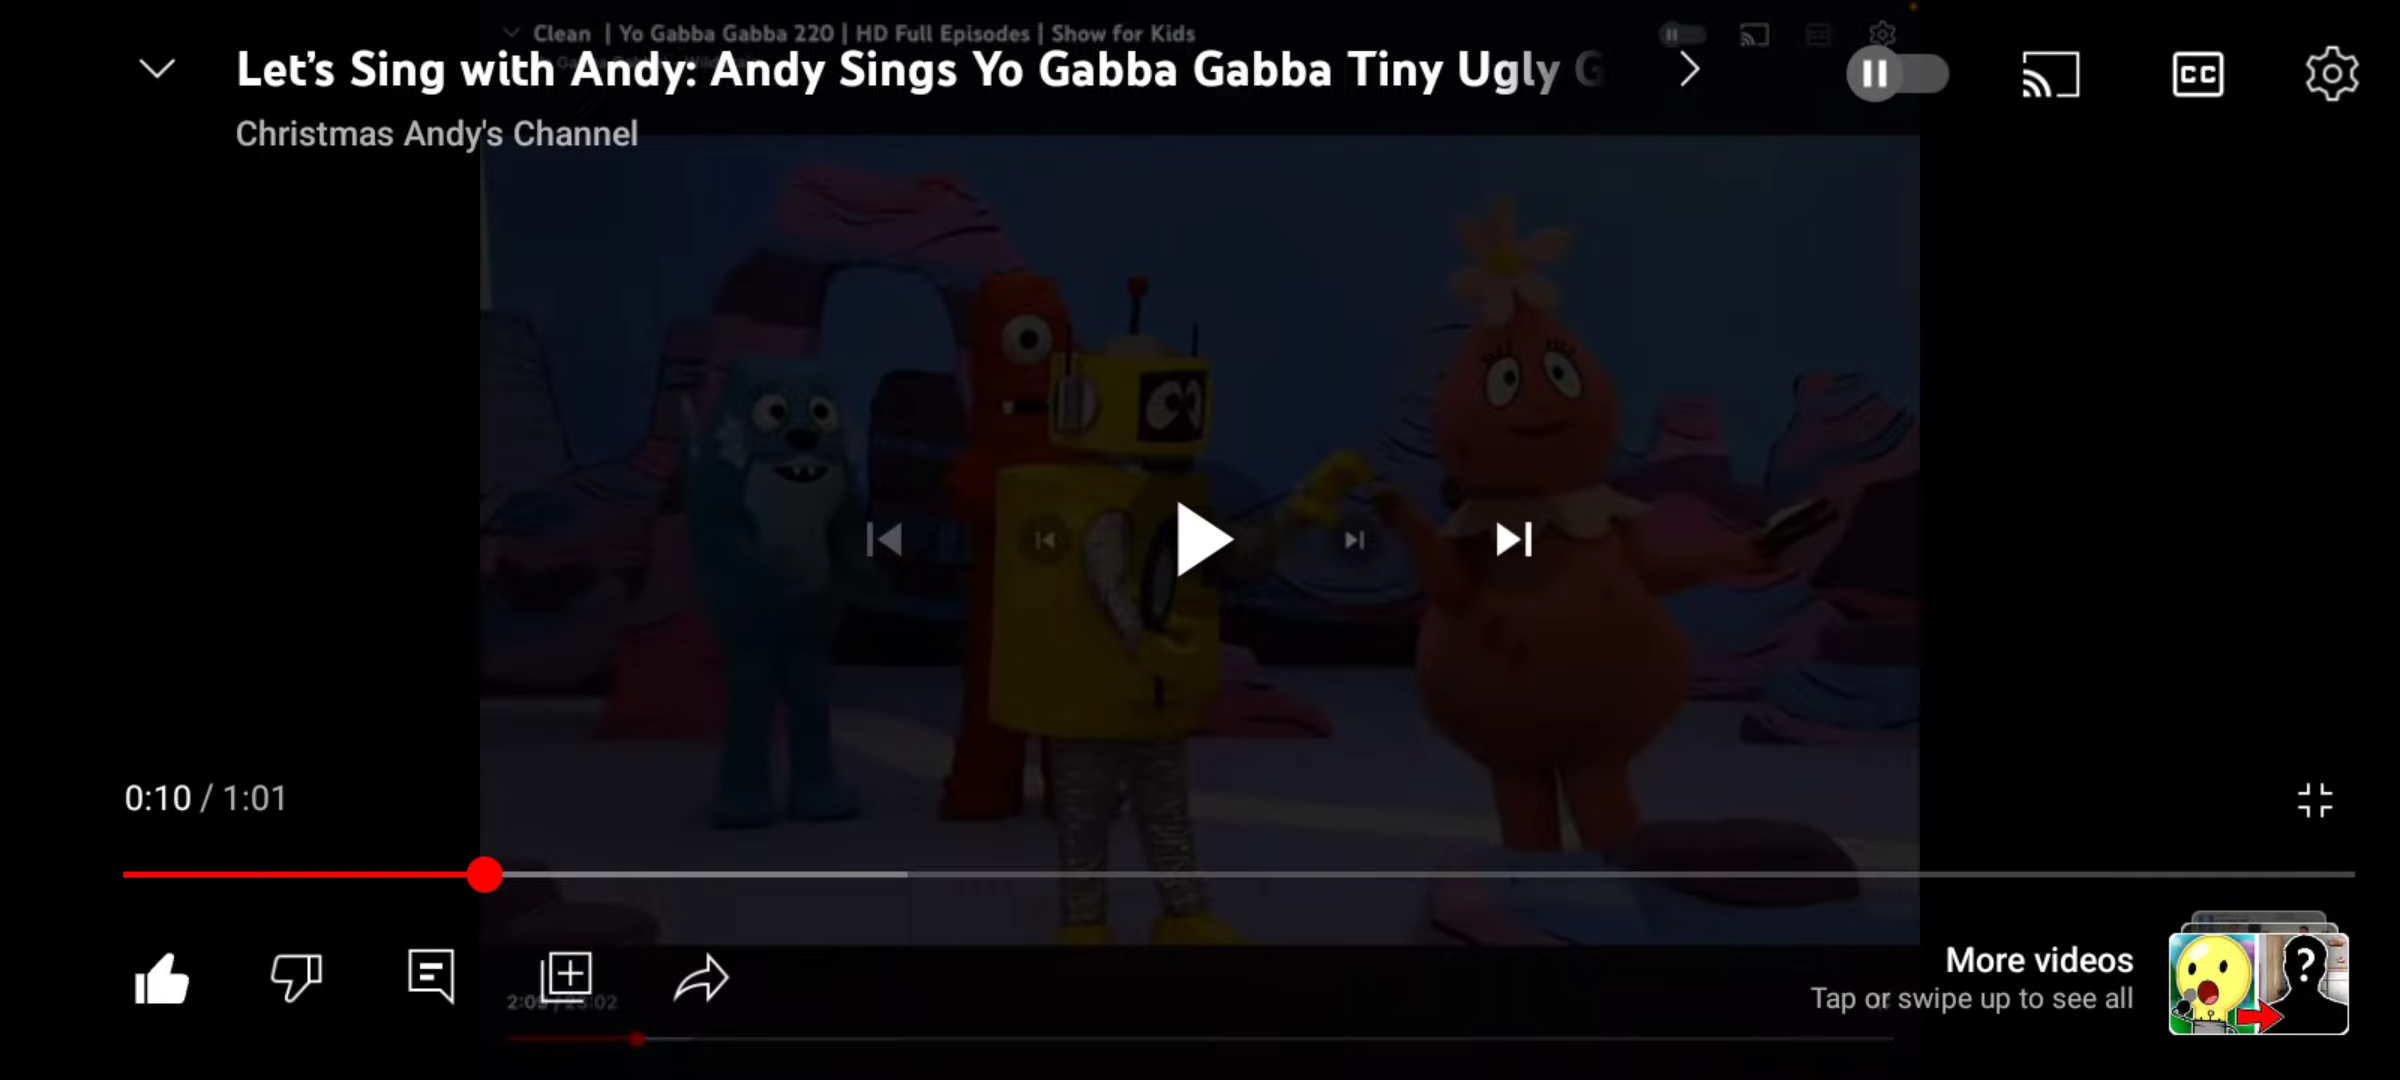 Clean | Yo Gabba Gabba 220 | HD Full Episodes | Show for Kids
Let's Sing with Andy: Andy Sings Yo Gabba Gabba Tiny Ugly G
CC
Christmas Andy's Channel
0:10 / 1:01
More videos
Tap or swipe up to see all
?